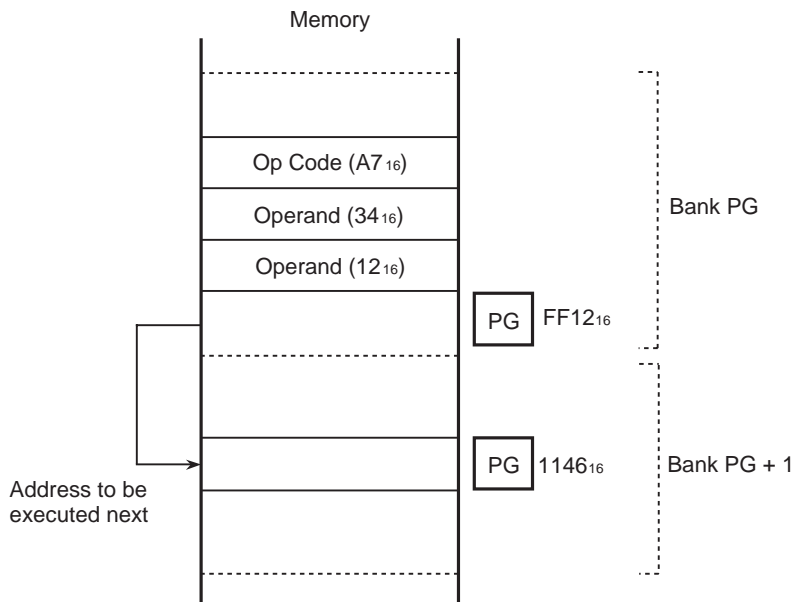 Memory
Op Code (A7₁₆)
Operand (34₁₆)
Bank PG
Operand (12₁₆)
PG FF12₁₆
PG 1146₁₆
Bank PG + 1
Address to be
executed next